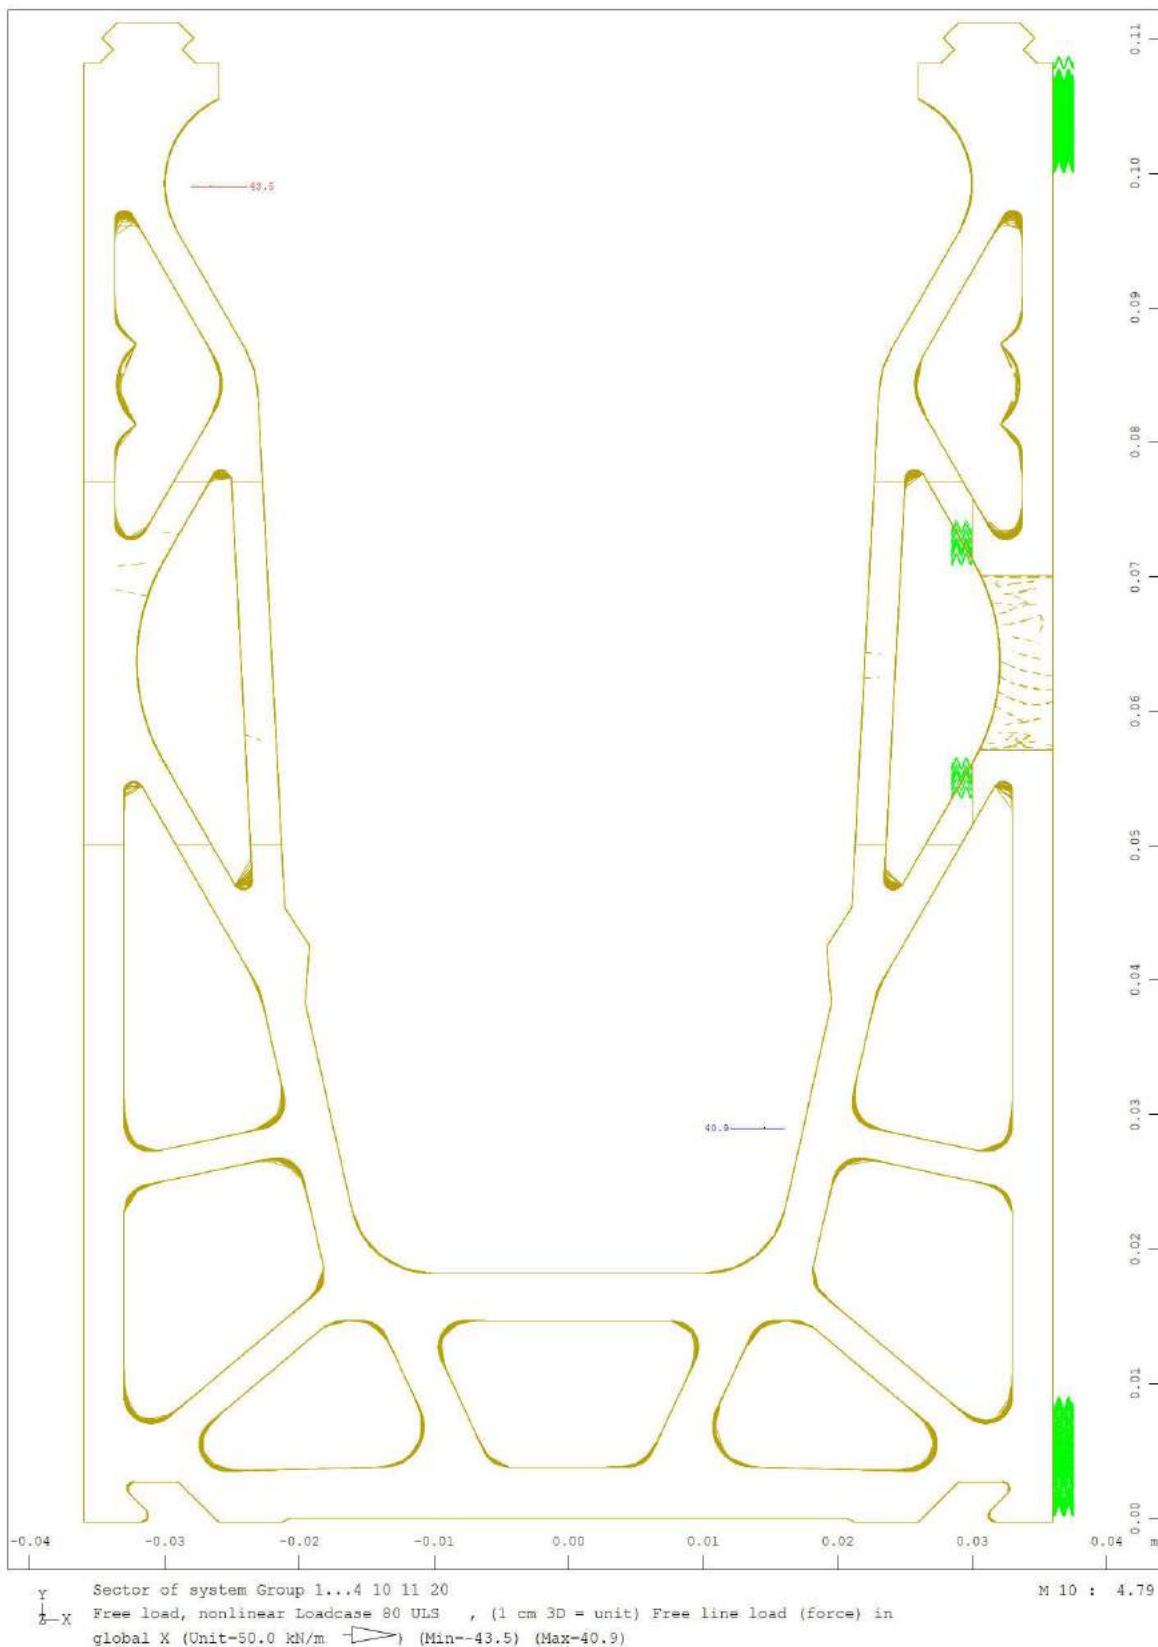 0.11
43.5
0.10
0.09
0.08
0.07
0.06
0.05
0.04
0.03
40.9
0.02
0.01
0.00
-0.04 -0.03 -0.02 -0.01 0.00 0.01 0.02 0.03 0.04 m
Y
Z X
Sector of system Group 1...4 10 11 20 M 10 : 4.79
Free load, nonlinear Loadcase 80 ULS , (1 cm 3D = unit) Free line load (force) in
global X (Unit=50.0 kN/m ) (Min=-43.5) (Max=40.9)